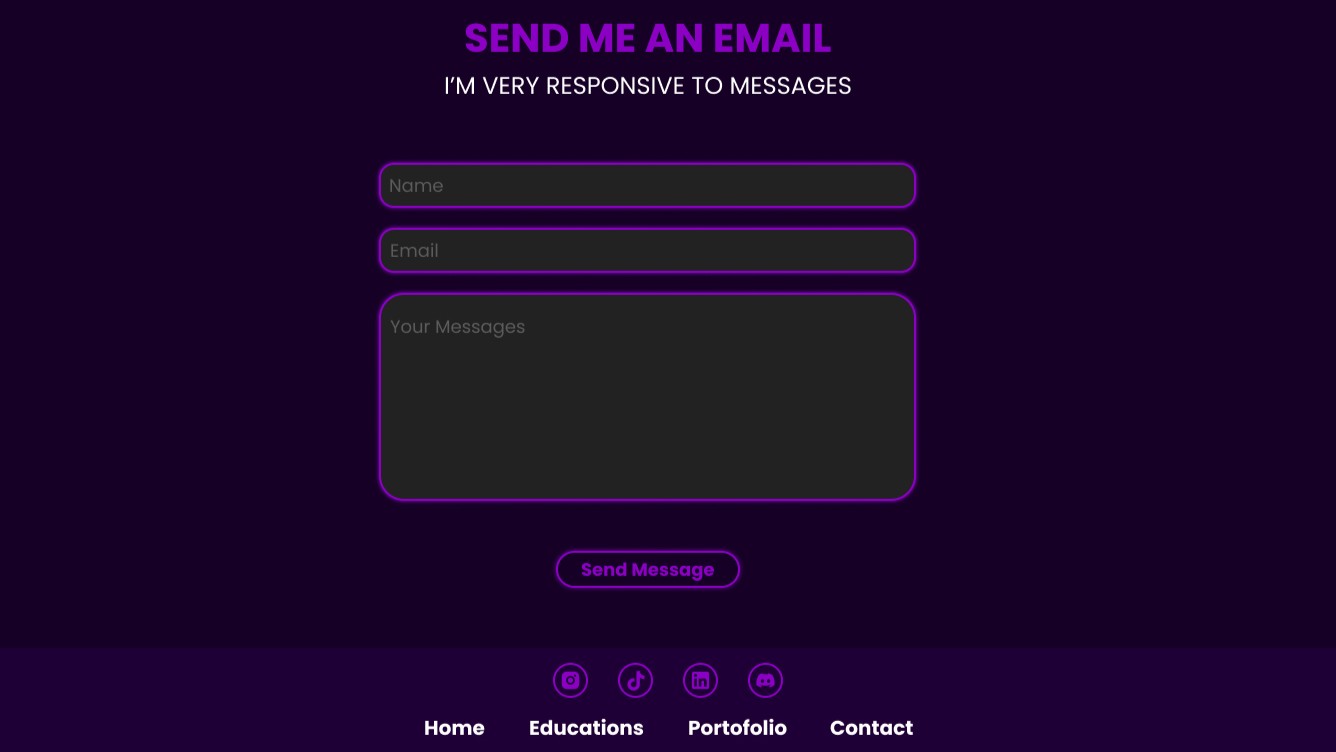 SEND ME AN EMAIL
I’M VERY RESPONSIVE TO MESSAGES
Name
Email
Your Messages
Send Message
Home Educations Portofolio Contact